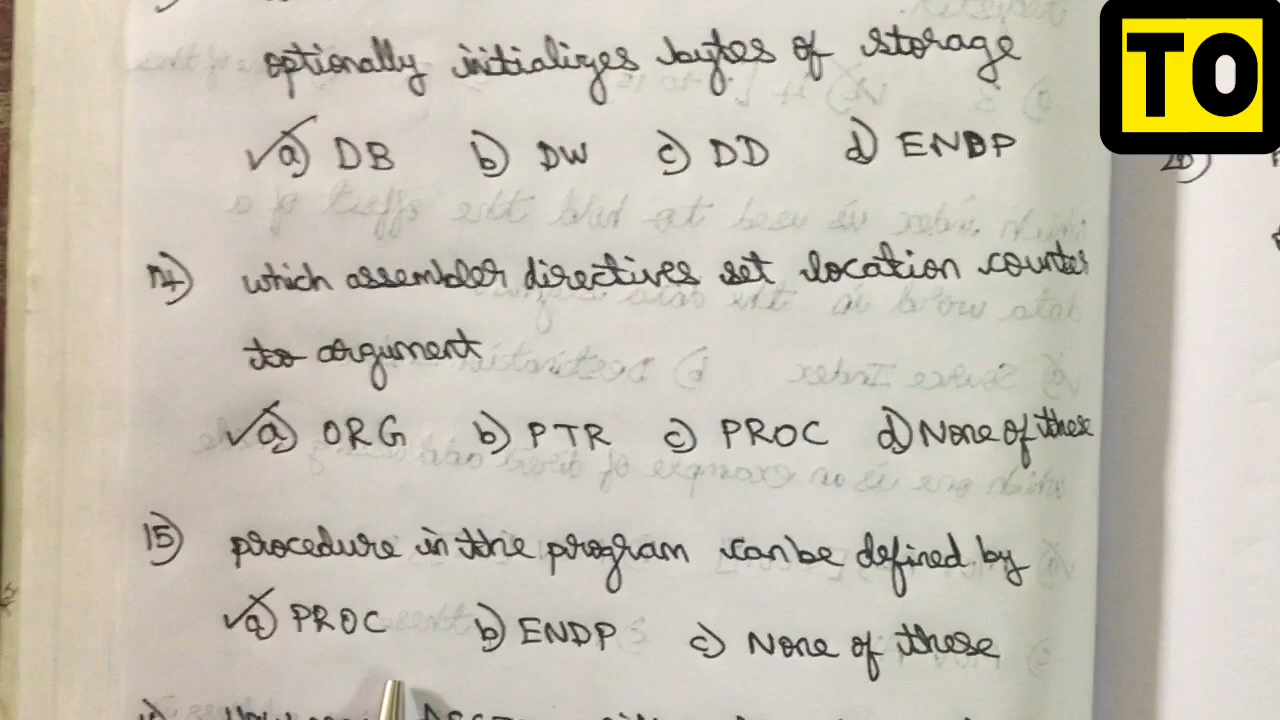 TO
optionally initializes bytes of storage
a) DB b) DW c) DD d) ENDP
14) which assembler directives set location counter
to argument
a) ORG b) PTR c) PROC d) None of these
15) procedure in the program can be defined by
a) PROC b) ENDP c) None of these